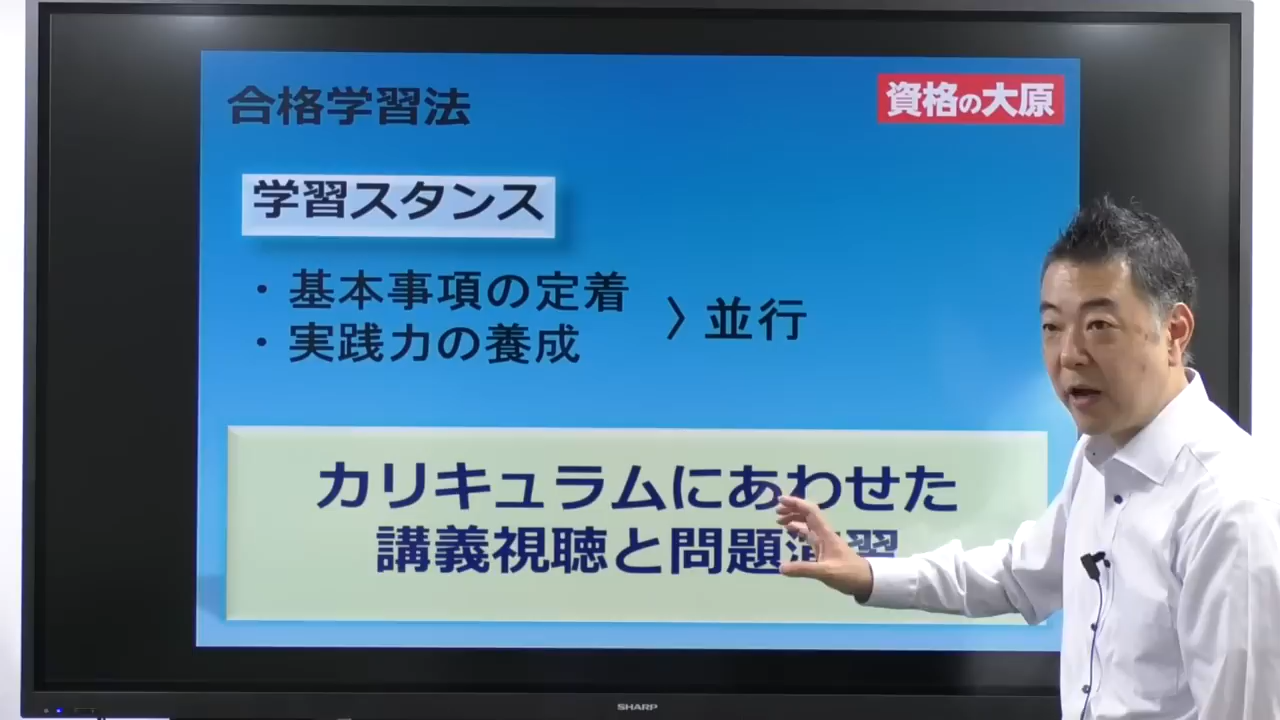 合格学習法
資格の大原
学習スタンス
・基本事項の定着
・実践力の養成
〉並行
カリキュラムにあわせた
講義視聴と問題演習
SHARP